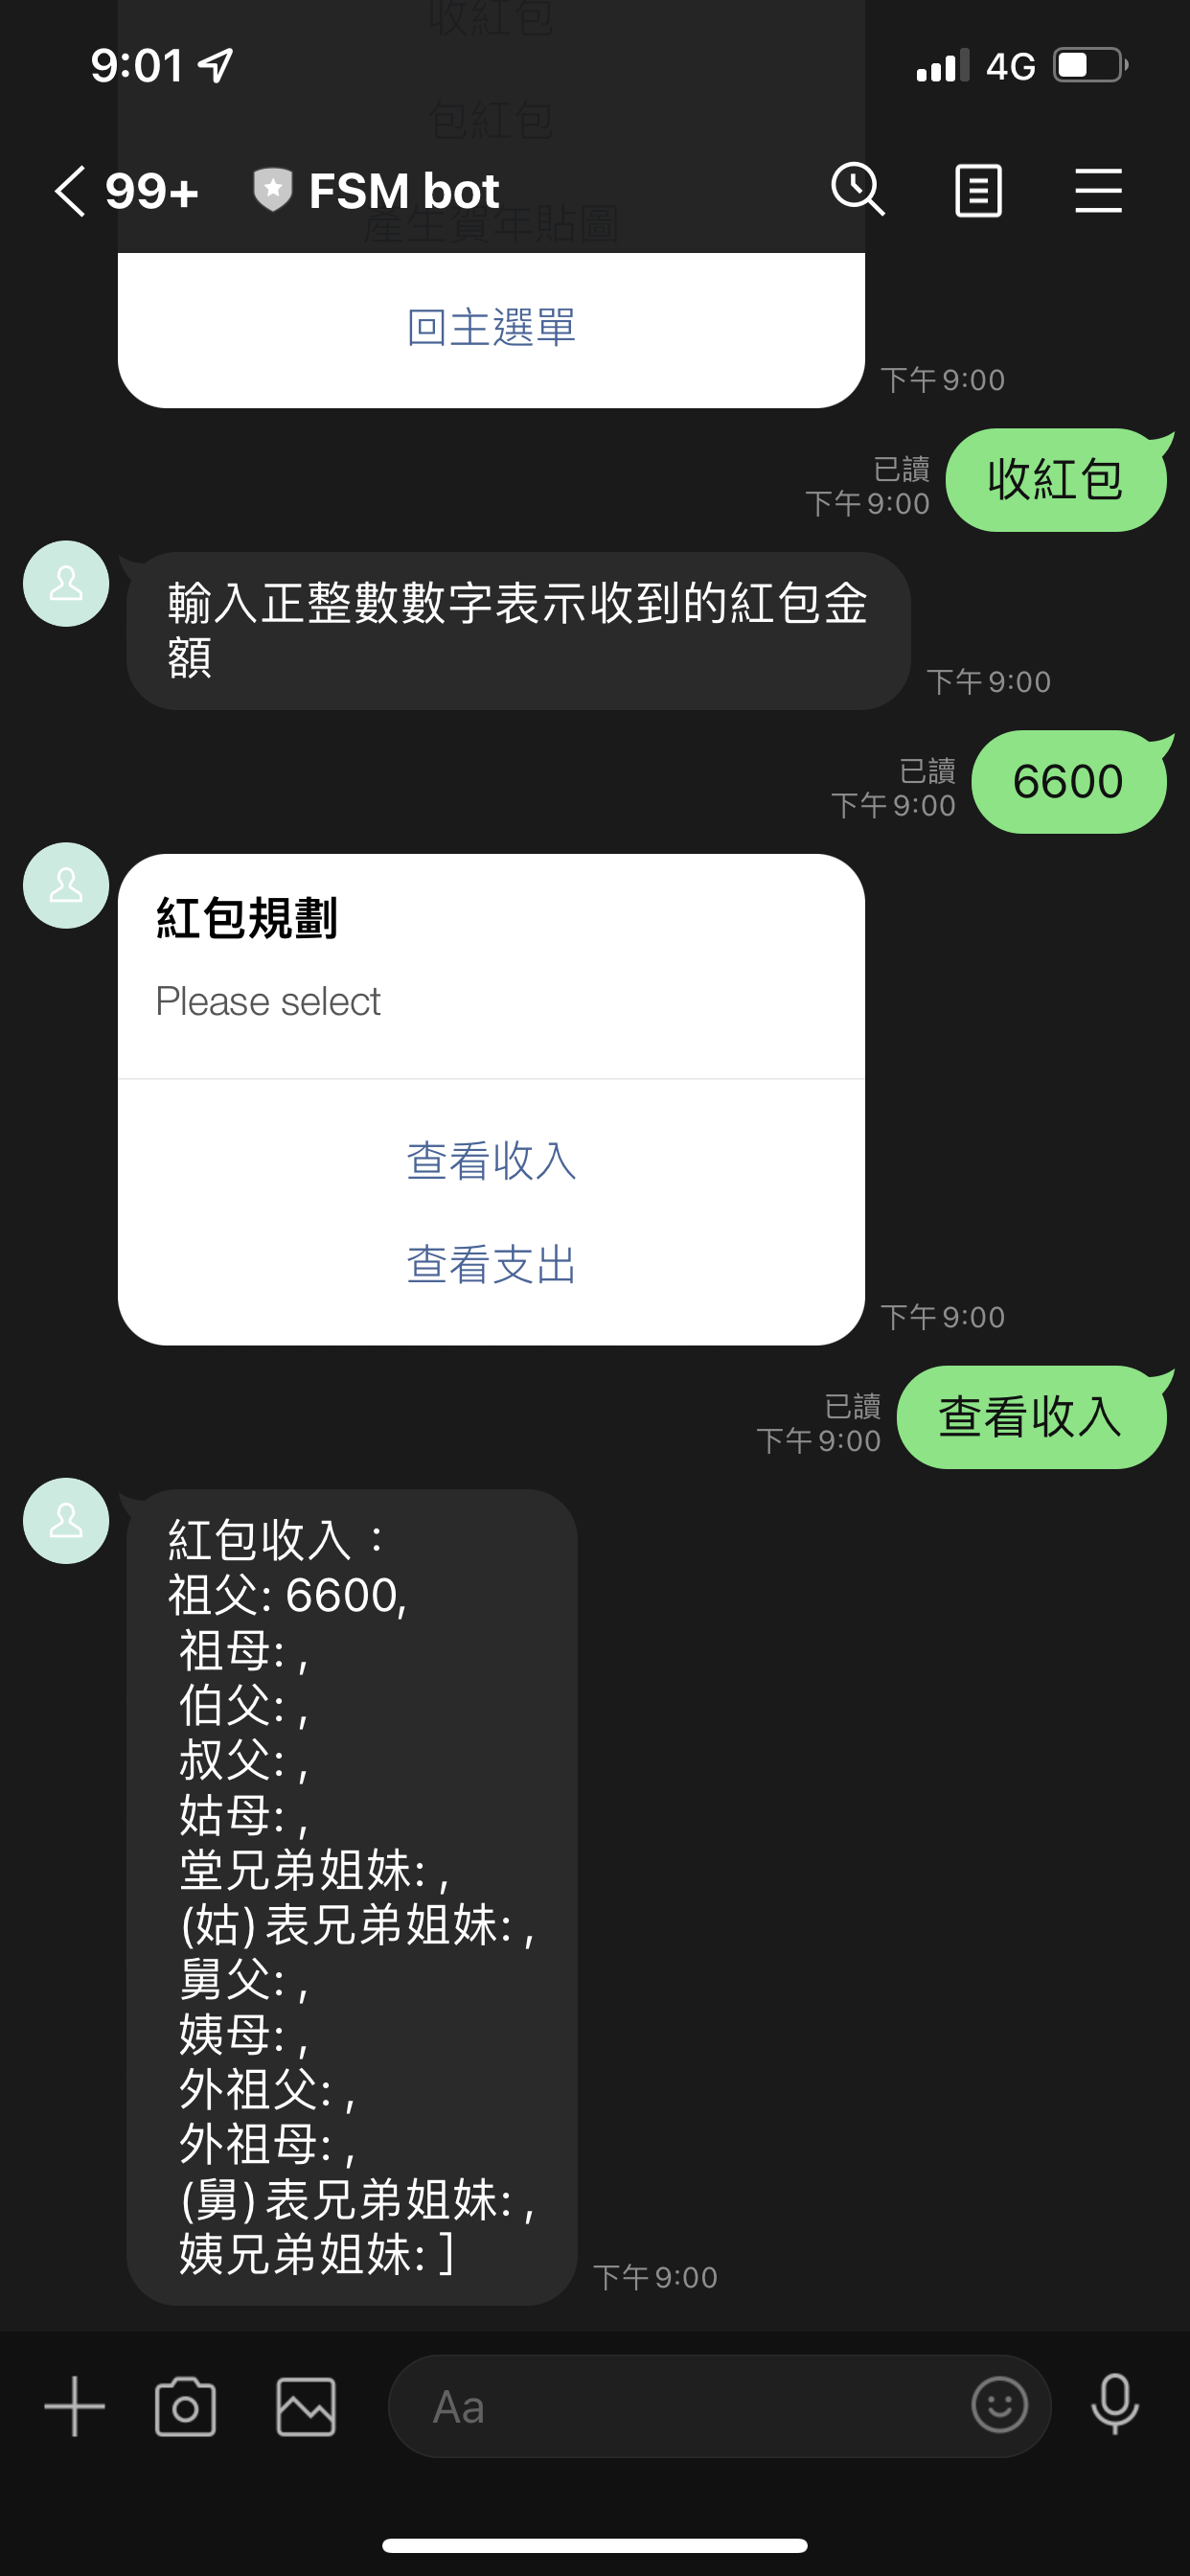 收紅包
9:01
4G
包紅包
99+
FSM bot
產生賀年貼圖
回主選單
下午 9:00
收紅包
已讀
下午 9:00
輸入正整數數字表示收到的紅包金
額
下午 9:00
6600
已讀
下午 9:00
紅包規劃
Please select
查看收入
查看支出
下午 9:00
查看收入
已讀
下午 9:00
紅包收入：
祖父: 6600,
祖母: ,
伯父: ,
叔父: ,
姑母: ,
堂兄弟姐妹: ,
(姑) 表兄弟姐妹: ,
舅父: ,
姨母: ,
外祖父: ,
外祖母: ,
(舅) 表兄弟姐妹: ,
姨兄弟姐妹: ]
下午 9:00
Aa